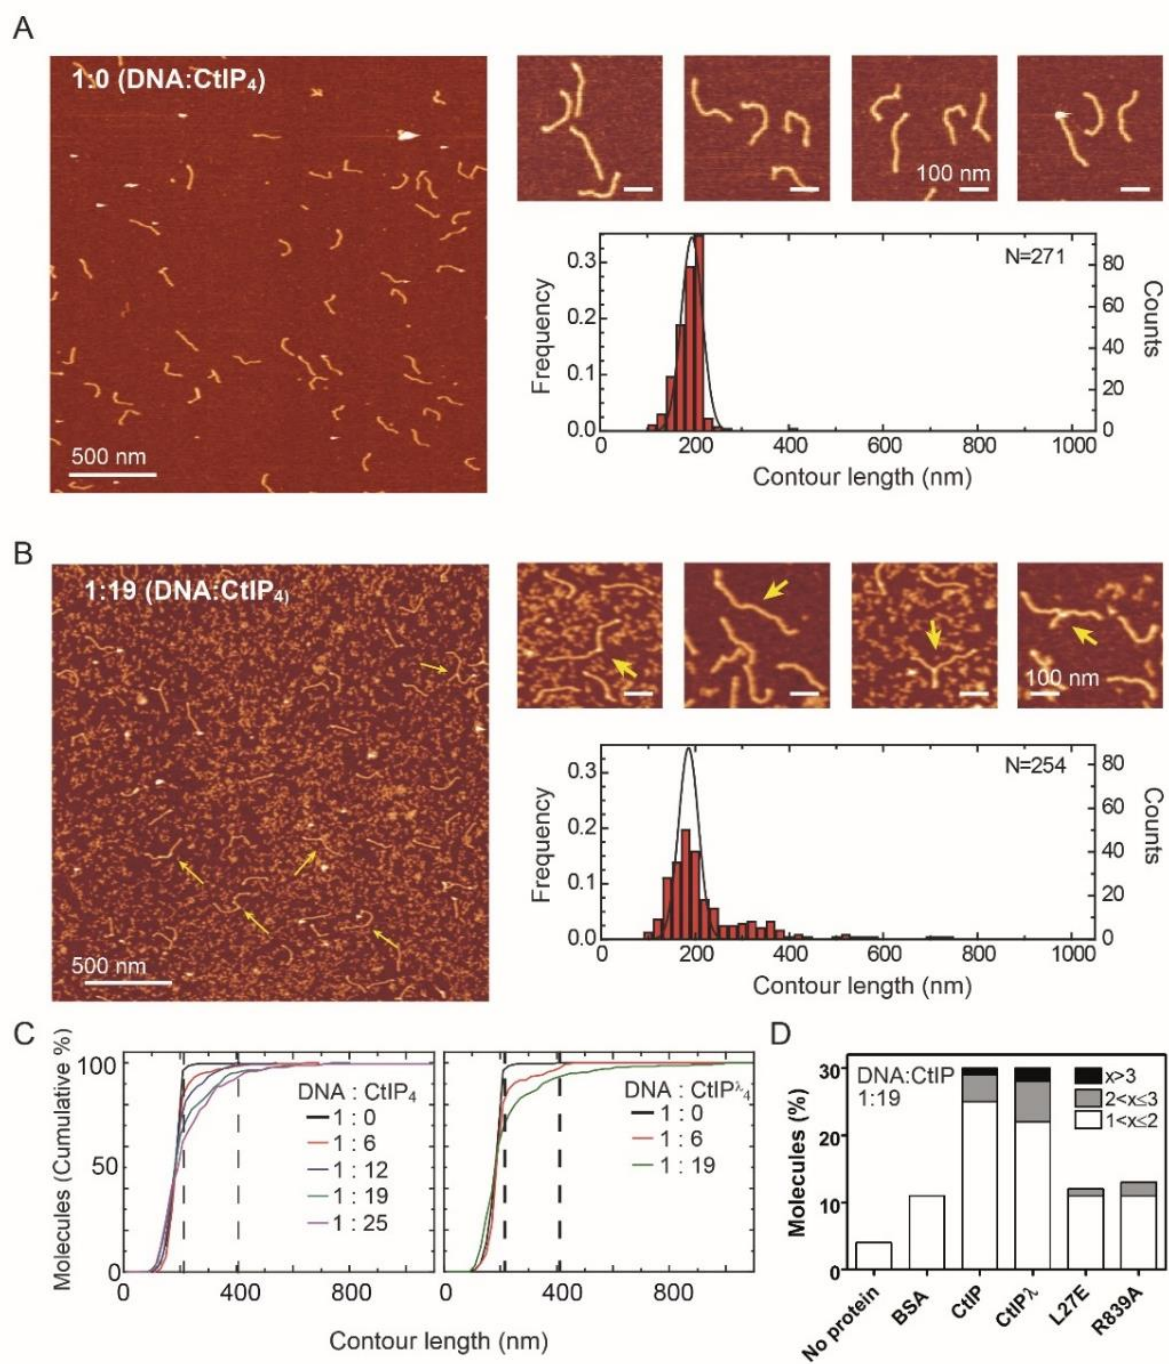 A
1:0 (DNA:CtIP₄)
500 nm
100 nm
N=271
Frequency
0.3
0.2
0.1
0.0
80
60
40
20
0
Counts
0 200 400 600 800 1000
Contour length (nm)
B
1:19 (DNA:CtIP₄)
500 nm
100 nm
N=254
Frequency
0.3
0.2
0.1
0.0
80
60
40
20
0
Counts
0 200 400 600 800 1000
Contour length (nm)
C
Molecules (Cumulative %)
100
50
0
DNA : CtIP₄
1 : 0
1 : 6
1 : 12
1 : 19
1 : 25
0 400 800
DNA : CtIP^λ₄
1 : 0
1 : 6
1 : 19
0 400 800
Contour length (nm)
D
Molecules (%)
30
20
10
0
DNA:CtIP
1:19
x>3
2<x≤3
1<x≤2
No protein
BSA
CtIP
CtIPλ
L27E
R839A